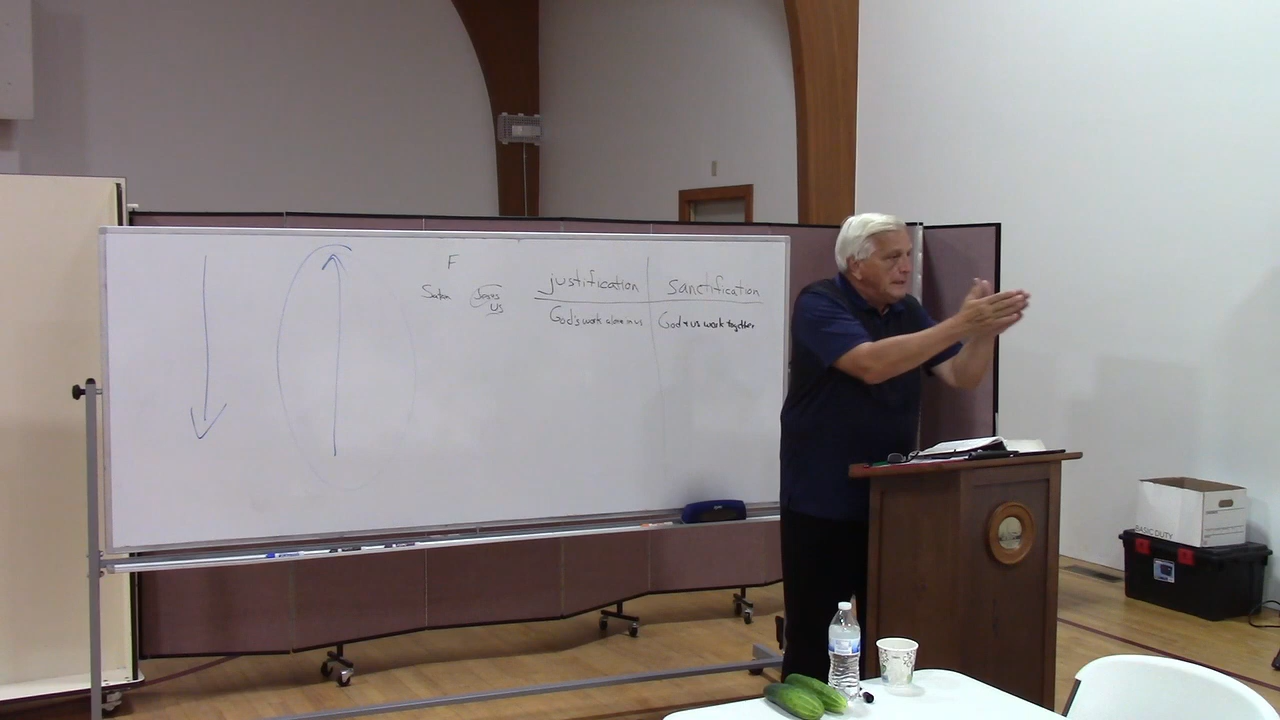 F
Satan Jesus
us
justification sanctification
God's work alone in us God + us work together
BASIC DUTY